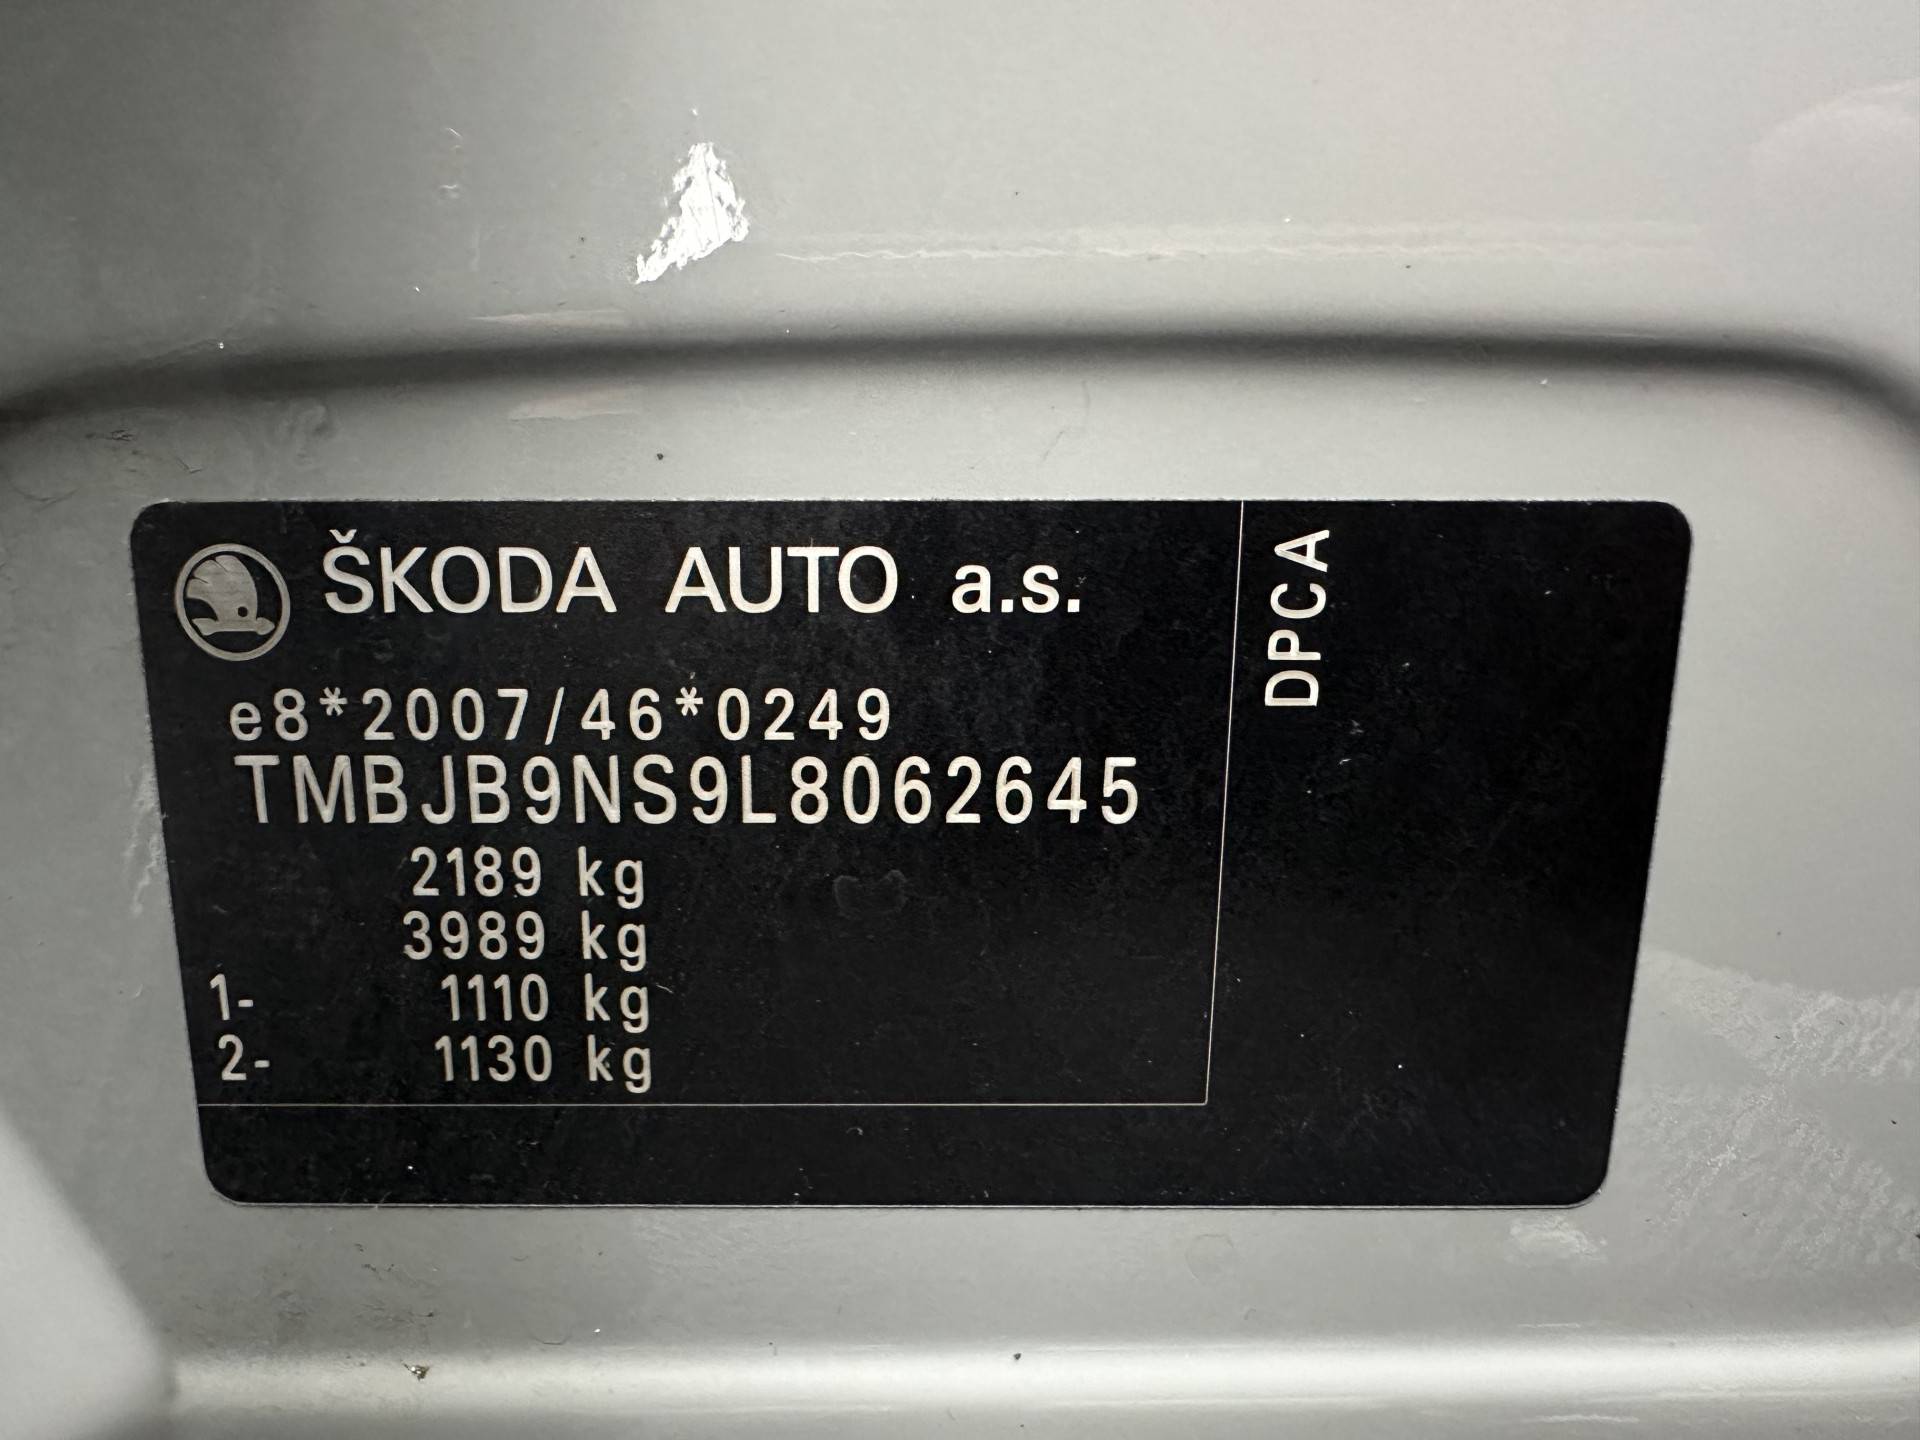 ŠKODA AUTO a.s.
DPCA
e8*2007/46*0249
TMBJB9NS9L8062645
2189 kg
3989 kg
1- 1110 kg
2- 1130 kg